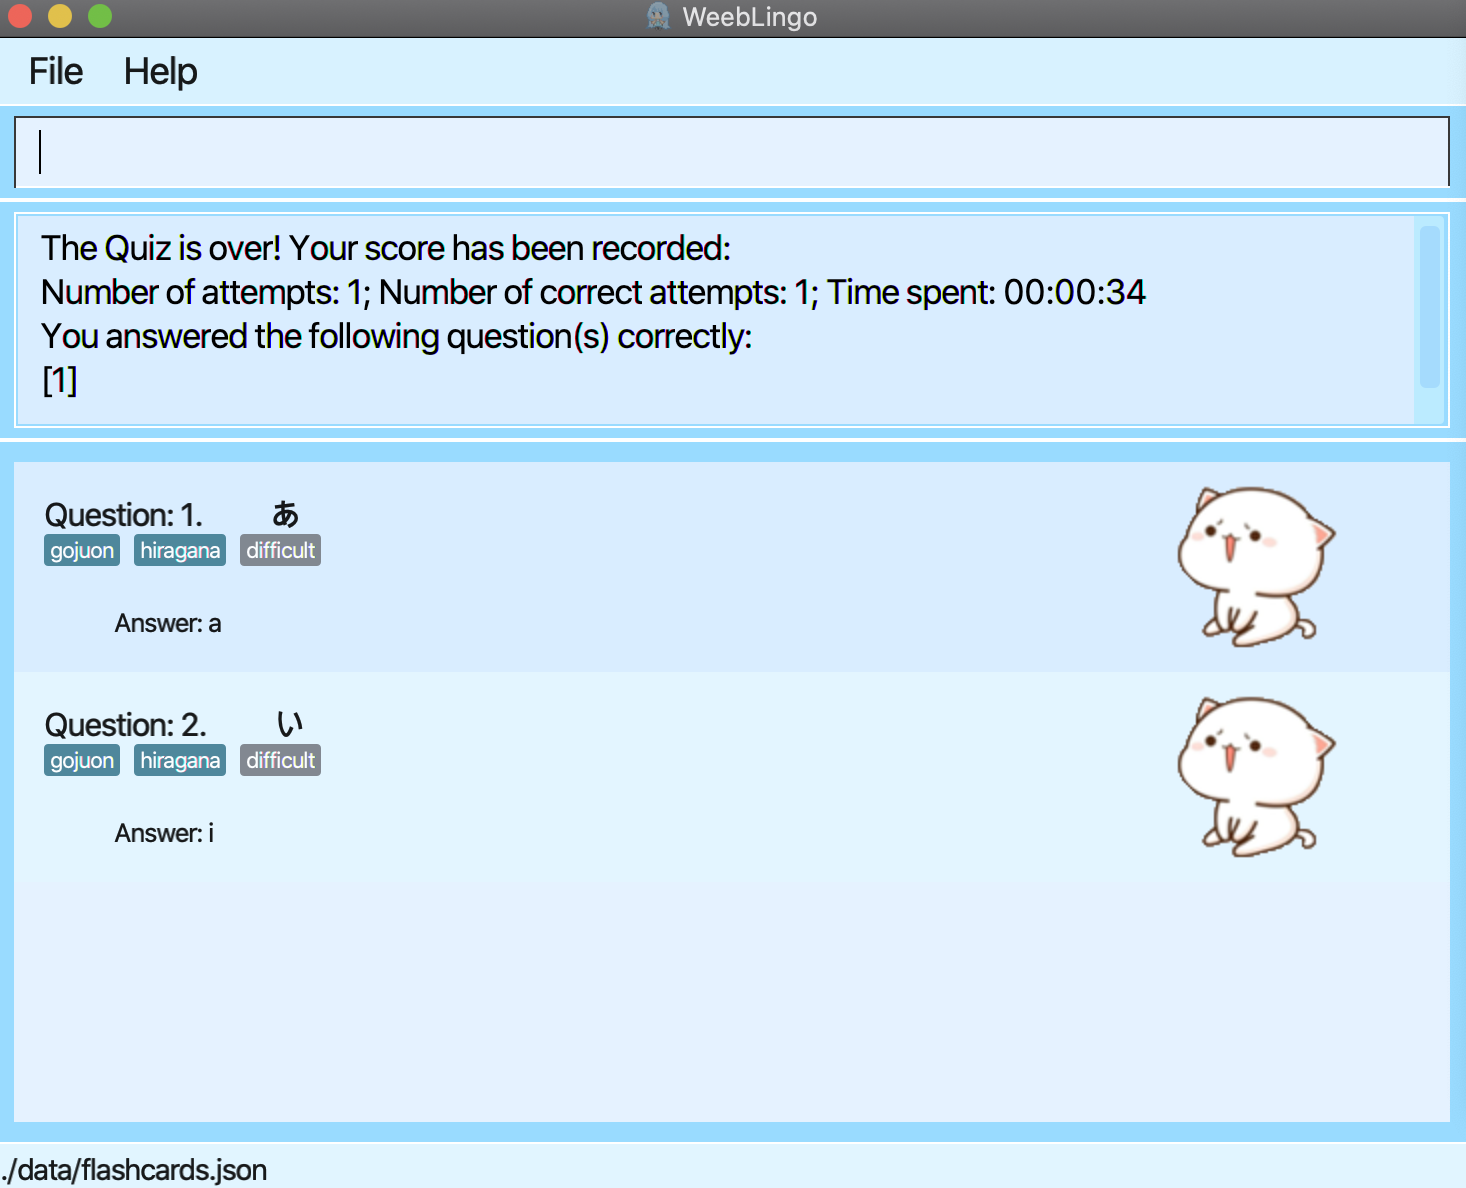 WeebLingo
File Help
The Quiz is over! Your score has been recorded:
Number of attempts: 1; Number of correct attempts: 1; Time spent: 00:00:34
You answered the following question(s) correctly:
[1]
Question: 1. あ
gojuon hiragana difficult
Answer: a
Question: 2. い
gojuon hiragana difficult
Answer: i
./data/flashcards.json